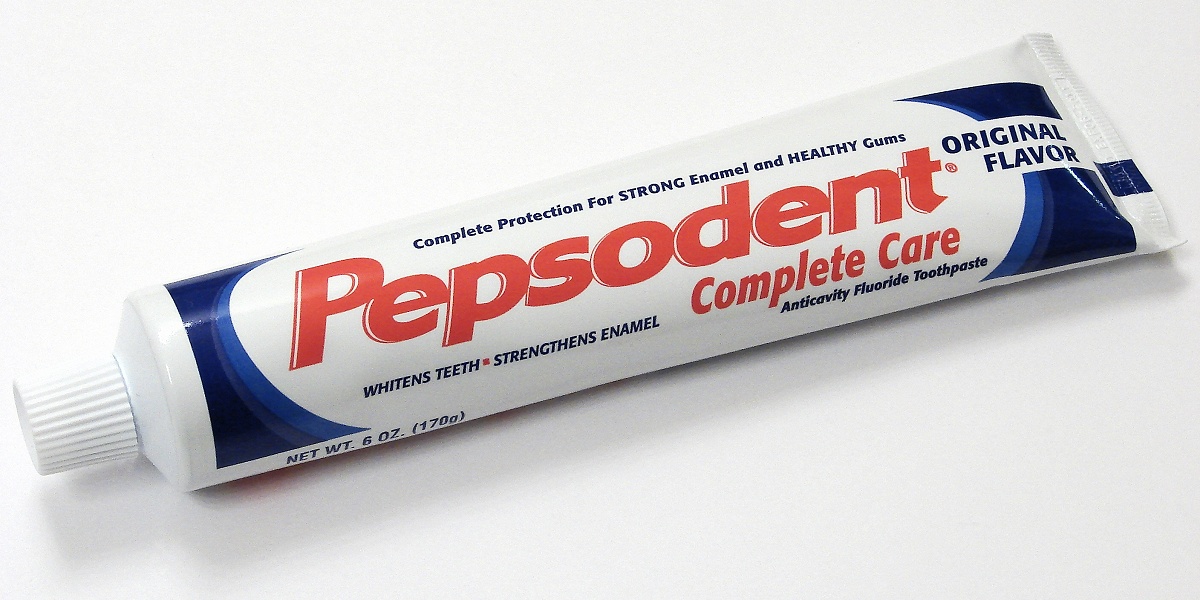 Complete Protection For STRONG Enamel and HEALTHY Gums
Pepsodent®
Complete Care
Anticavity Fluoride Toothpaste
WHITENS TEETH ▪ STRENGTHENS ENAMEL
NET WT. 6 OZ. (170g)
ORIGINAL
FLAVOR